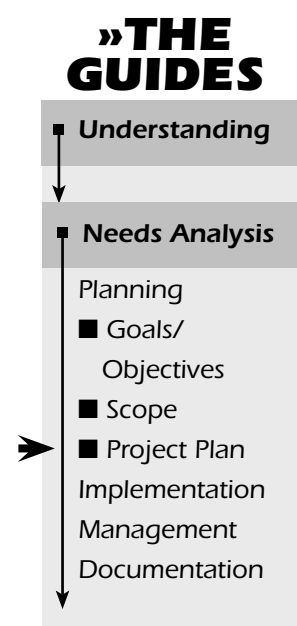 »THE
GUIDES
Understanding
Needs Analysis
Planning
■ Goals/
Objectives
■ Scope
■ Project Plan
Implementation
Management
Documentation